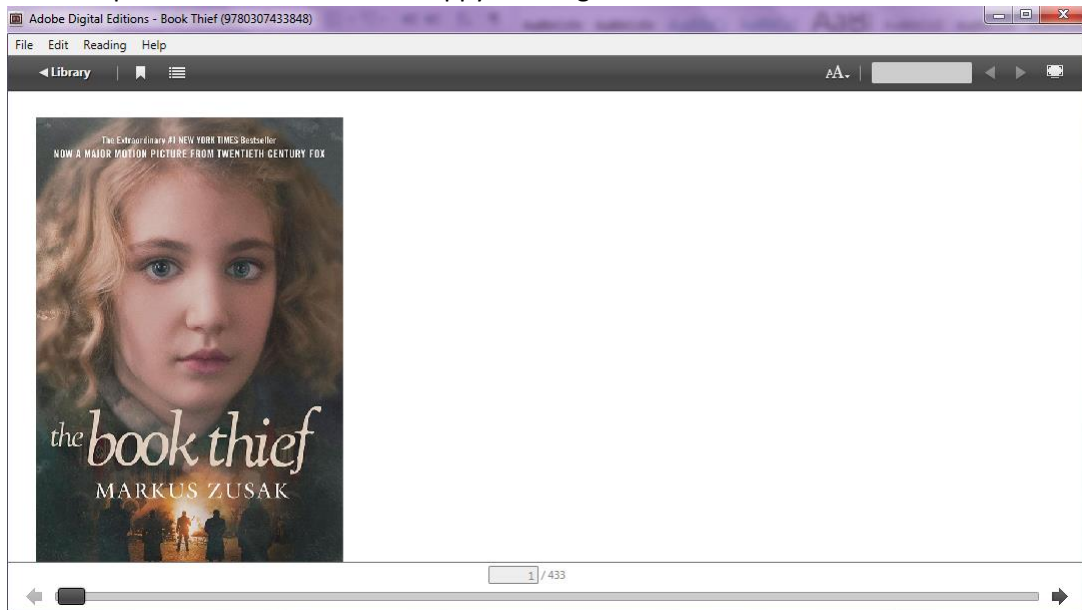 Adobe Digital Editions - Book Thief (9780307433848)
File Edit Reading Help
Library
AA
The Extraordinary #1 NEW YORK TIMES Bestseller
NOW A MAJOR MOTION PICTURE FROM TWENTIETH CENTURY FOX
the book thief
MARKUS ZUSAK
1 / 433